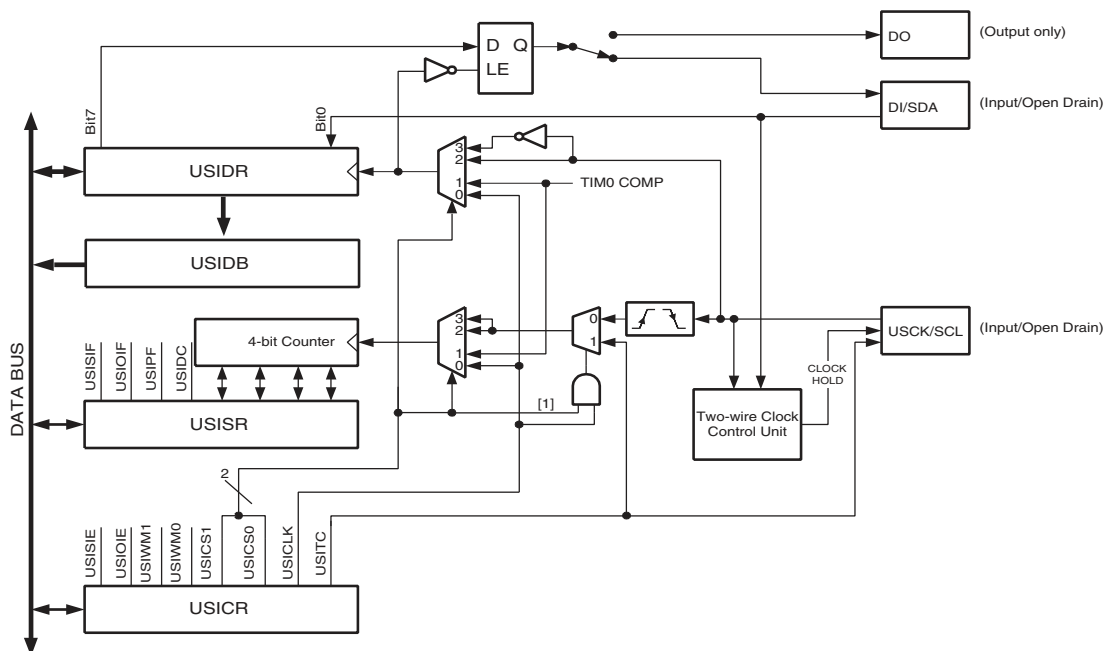 D Q
LE
DO
(Output only)
DI/SDA
(Input/Open Drain)
Bit7
Bit0
USIDR
3
2
1
0
TIM0 COMP
USIDB
DATA BUS
4-bit Counter
3
2
1
0
0
1
[1]
USCK/SCL
(Input/Open Drain)
CLOCK
HOLD
Two-wire Clock
Control Unit
USISIF
USIOIF
USIPF
USIDC
USISR
2
USISIE
USIOIE
USIWM1
USIWM0
USICS1
USICS0
USICLK
USITC
USICR